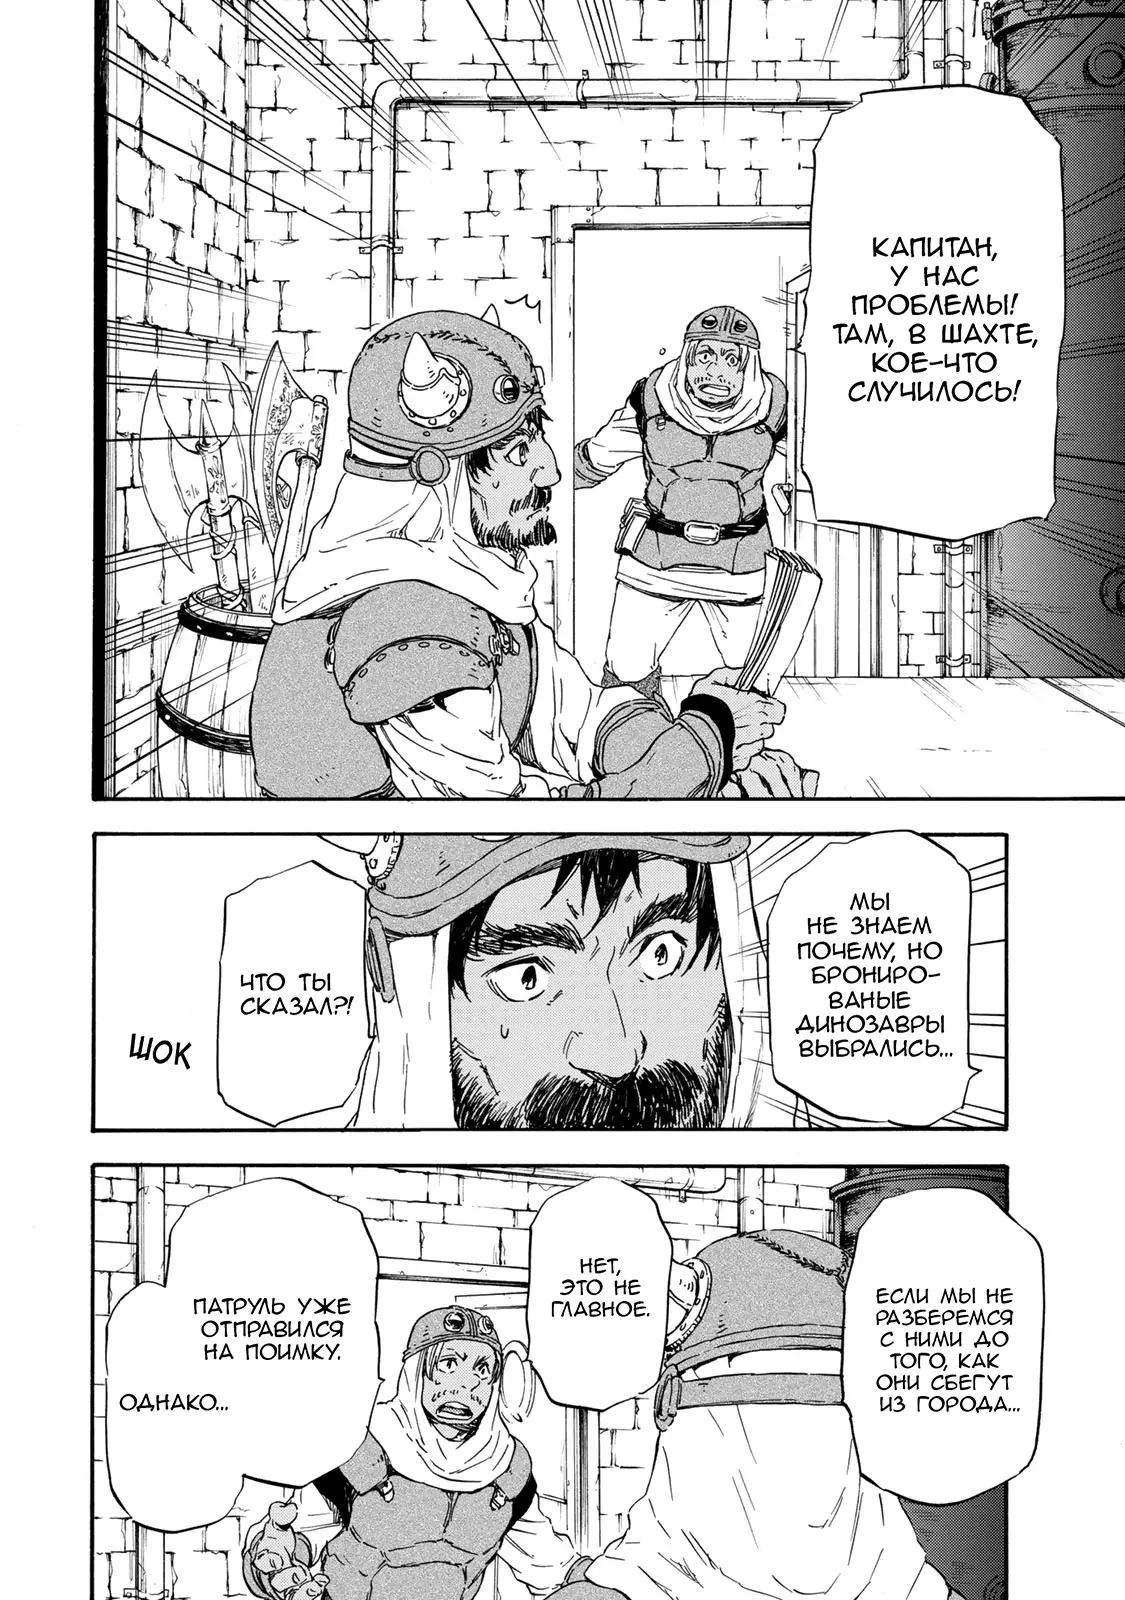 КАПИТАН,
У НАС
ПРОБЛЕМЫ!
ТАМ, В ШАХТЕ,
КОЕ-ЧТО
СЛУЧИЛОСЬ!
МЫ
НЕ ЗНАЕМ
ПОЧЕМУ, НО
БРОНИРО-
ВАНЫЕ
ДИНОЗАВРЫ
ВЫБРАЛИСЬ...
ЧТО ТЫ
СКАЗАЛ?!
ШОК
ЕСЛИ МЫ НЕ
РАЗБЕРЕМСЯ
С НИМИ ДО
ТОГО, КАК
ОНИ СБЕГУТ
ИЗ ГОРОДА...
НЕТ,
ЭТО НЕ
ГЛАВНОЕ.
ПАТРУЛЬ УЖЕ
ОТПРАВИЛСЯ
НА ПОИМКУ.
ОДНАКО...